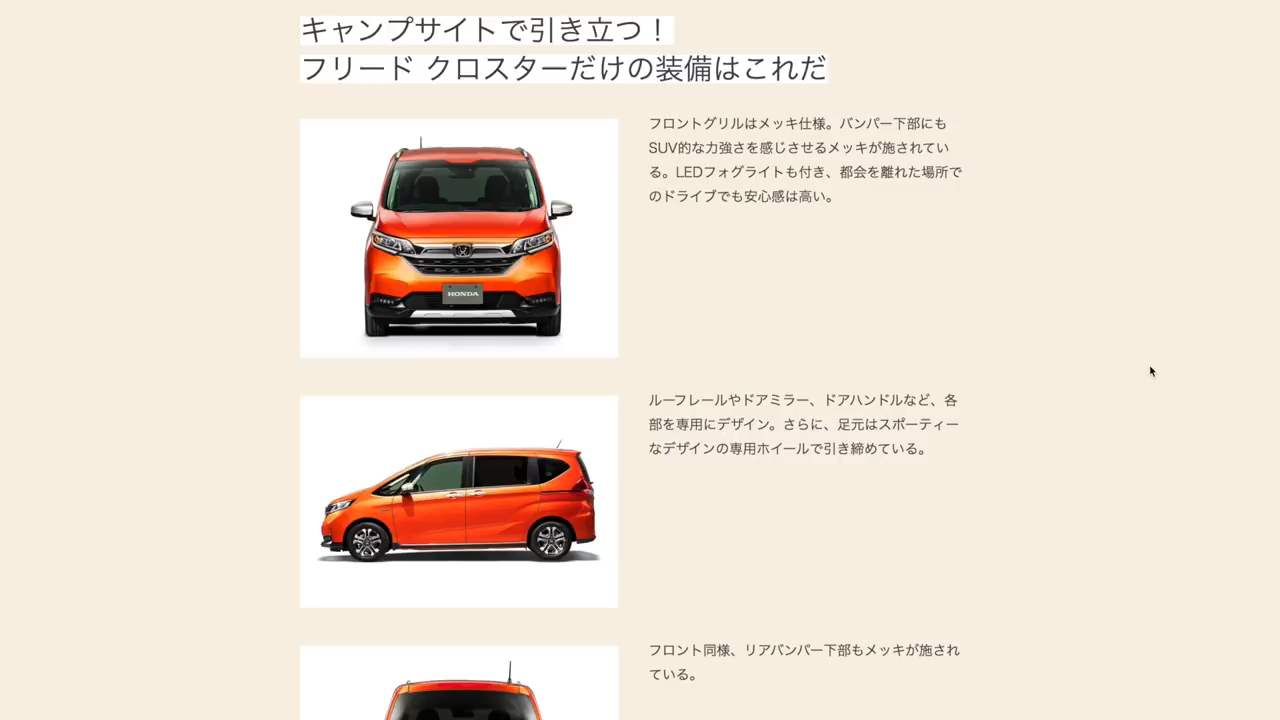 キャンプサイトで引き立つ！
フリード クロスターだけの装備はこれだ
フロントグリルはメッキ仕様。バンパー下部にも
SUV的な力強さを感じさせるメッキが施されてい
る。LEDフォグライトも付き、都会を離れた場所で
のドライブでも安心感は高い。
HONDA
ルーフレールやドアミラー、ドアハンドルなど、各
部を専用にデザイン。さらに、足元はスポーティー
なデザインの専用ホイールで引き締めている。
フロント同様、リアバンパー下部もメッキが施され
ている。